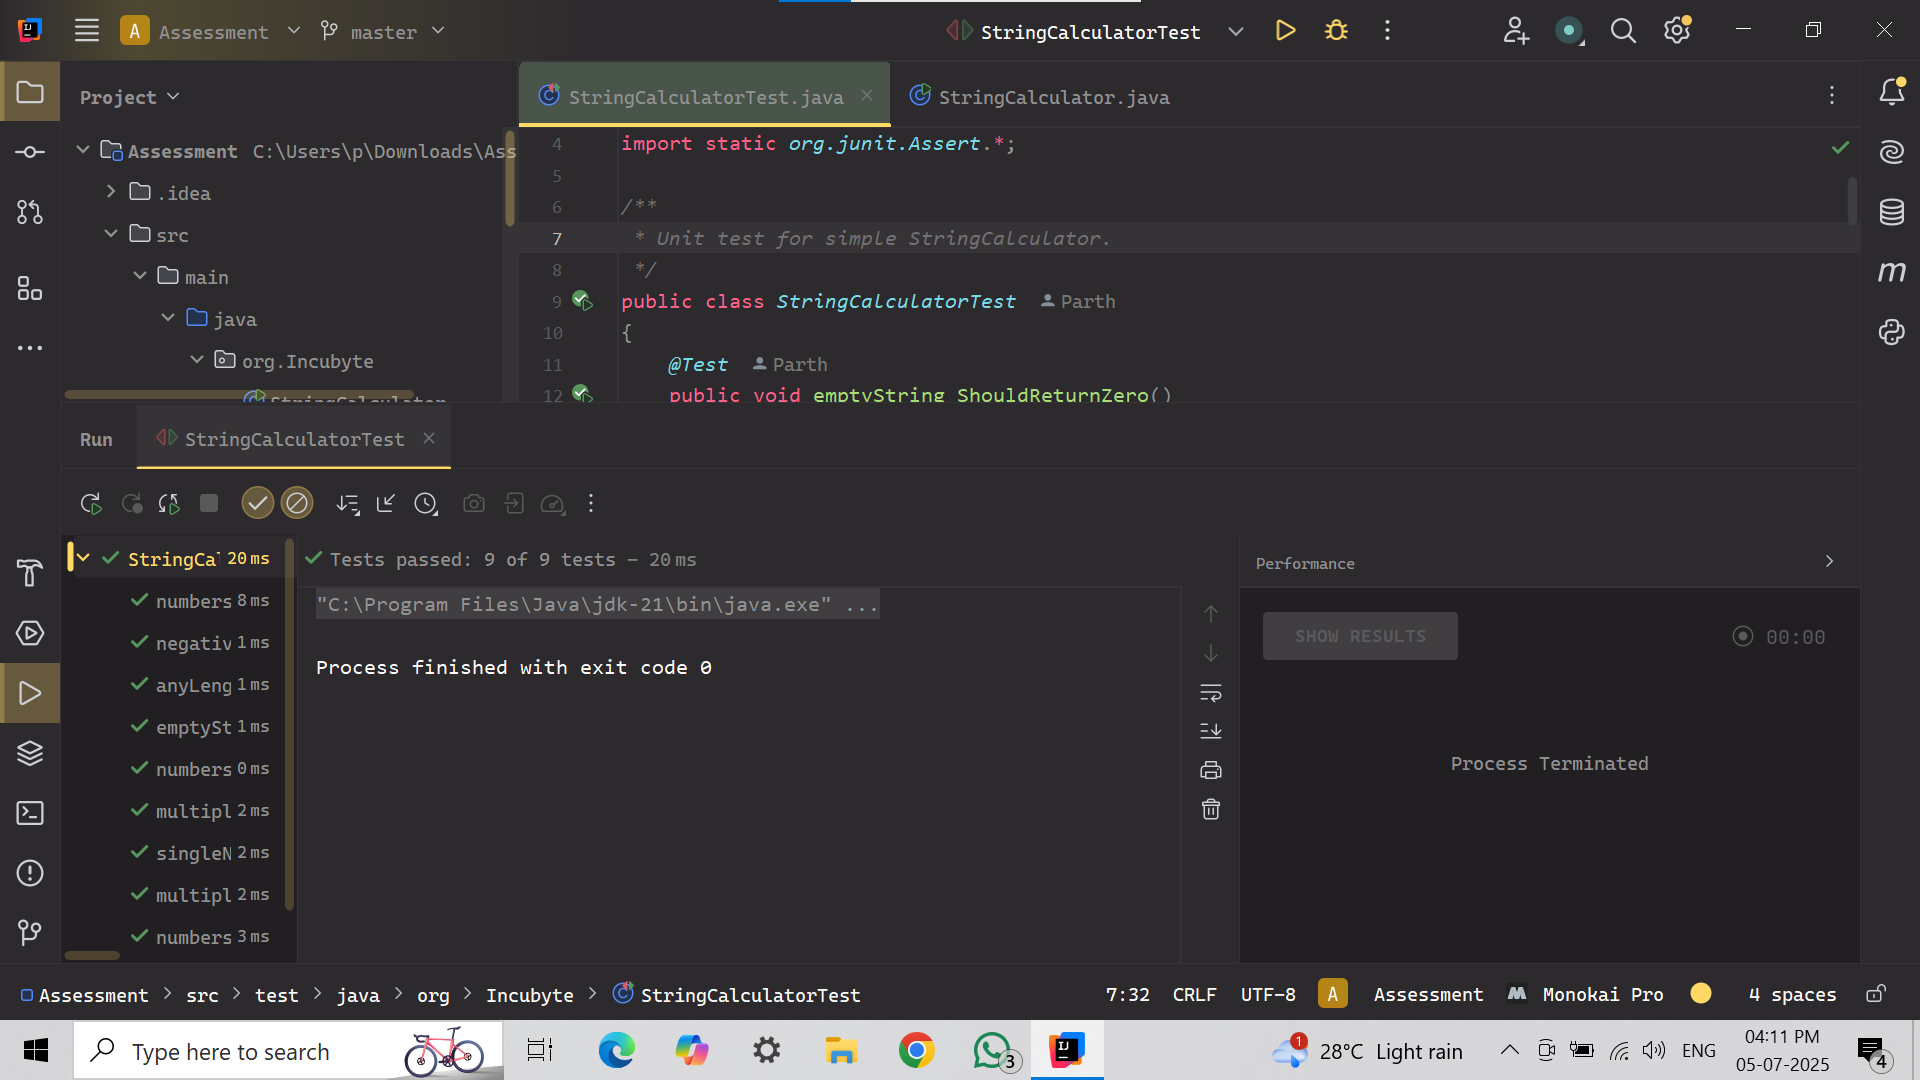 A Assessment master StringCalculatorTest
Project
StringCalculatorTest.java StringCalculator.java
Assessment C:\Users\p\Downloads\Ass
.idea
src
main
java
org.Incubyte
StringCalculator
4 import static org.junit.Assert.*;
5
6 /**
7 * Unit test for simple StringCalculator.
8 */
9 public class StringCalculatorTest Parth
10 {
11 @Test Parth
12 public void emptyString_ShouldReturnZero()
Run StringCalculatorTest
StringCal 20 ms
numbers 8 ms
negativ 1 ms
anyLeng 1 ms
emptySt 1 ms
numbers 0 ms
multipl 2 ms
singleN 2 ms
multipl 2 ms
numbers 3 ms
Tests passed: 9 of 9 tests – 20 ms
"C:\Program Files\Java\jdk-21\bin\java.exe" ...
Process finished with exit code 0
Performance
SHOW RESULTS 00:00
Process Terminated
Assessment > src > test > java > org > Incubyte > StringCalculatorTest
7:32 CRLF UTF-8 A Assessment Monokai Pro 4 spaces
Type here to search
3
1 28°C Light rain
ENG
04:11 PM
05-07-2025
4